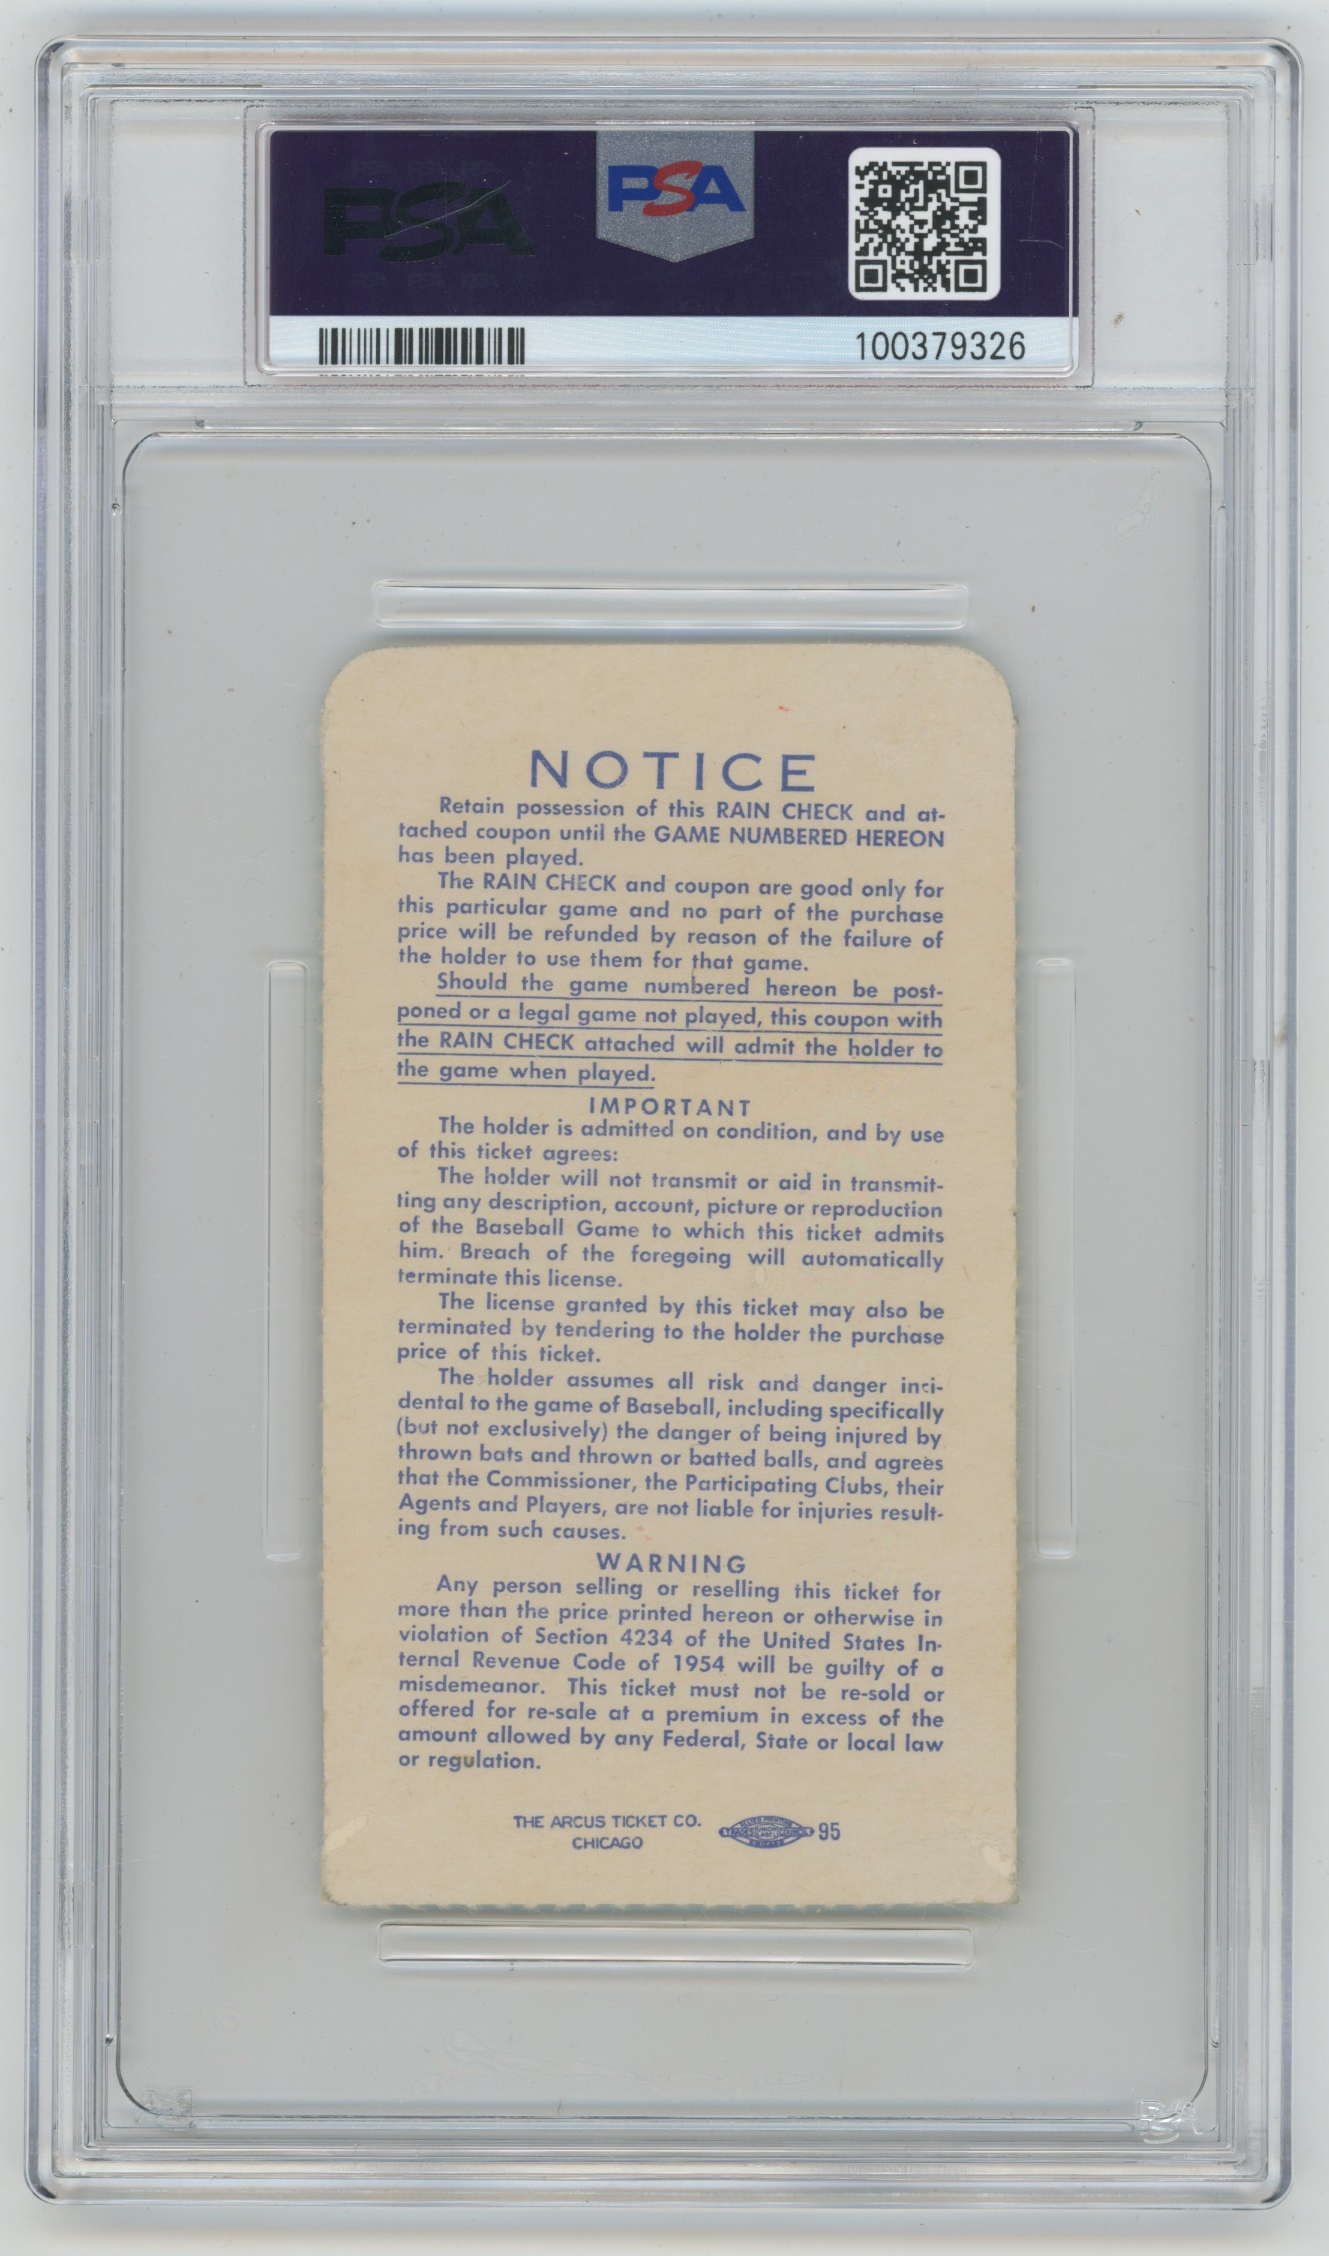 PSA
PSA
100379326
NOTICE
Retain possession of this RAIN CHECK and at-
tached coupon until the GAME NUMBERED HEREON
has been played.
The RAIN CHECK and coupon are good only for
this particular game and no part of the purchase
price will be refunded by reason of the failure of
the holder to use them for that game.
Should the game numbered hereon be post-
poned or a legal game not played, this coupon with
the RAIN CHECK attached will admit the holder to
the game when played.
IMPORTANT
The holder is admitted on condition, and by use
of this ticket agrees:
The holder will not transmit or aid in transmit-
ting any description, account, picture or reproduction
of the Baseball Game to which this ticket admits
him. Breach of the foregoing will automatically
terminate this license.
The license granted by this ticket may also be
terminated by tendering to the holder the purchase
price of this ticket.
The holder assumes all risk and danger inci-
dental to the game of Baseball, including specifically
(but not exclusively) the danger of being injured by
thrown bats and thrown or batted balls, and agrees
that the Commissioner, the Participating Clubs, their
Agents and Players, are not liable for injuries result-
ing from such causes.
WARNING
Any person selling or reselling this ticket for
more than the price printed hereon or otherwise in
violation of Section 4234 of the United States In-
ternal Revenue Code of 1954 will be guilty of a
misdemeanor. This ticket must not be re-sold or
offered for re-sale at a premium in excess of the
amount allowed by any Federal, State or local law
or regulation.
THE ARCUS TICKET CO.
CHICAGO
95
PSA